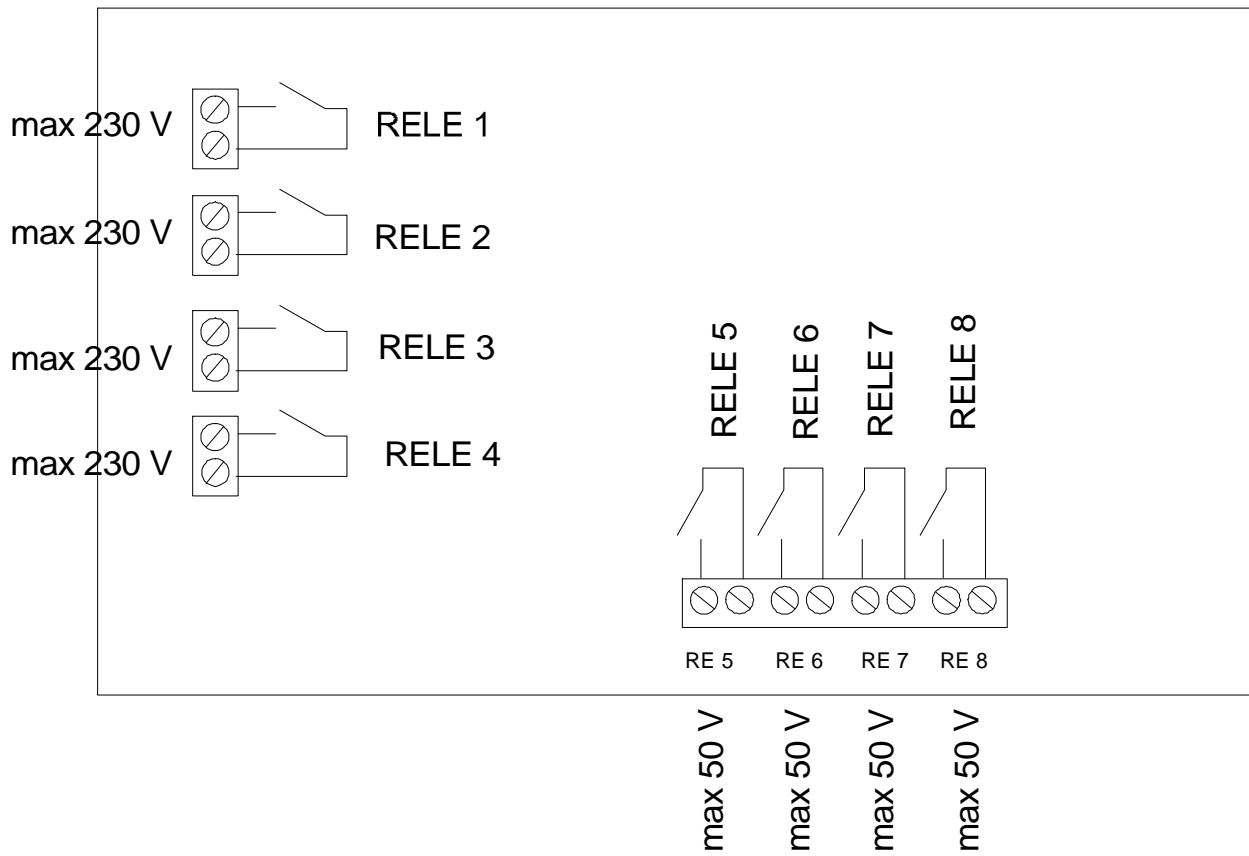 max 230 V
RELE 1
max 230 V
RELE 2
max 230 V
RELE 3
max 230 V
RELE 4
RELE 5
RELE 6
RELE 7
RELE 8
RE 5
RE 6
RE 7
RE 8
max 50 V
max 50 V
max 50 V
max 50 V